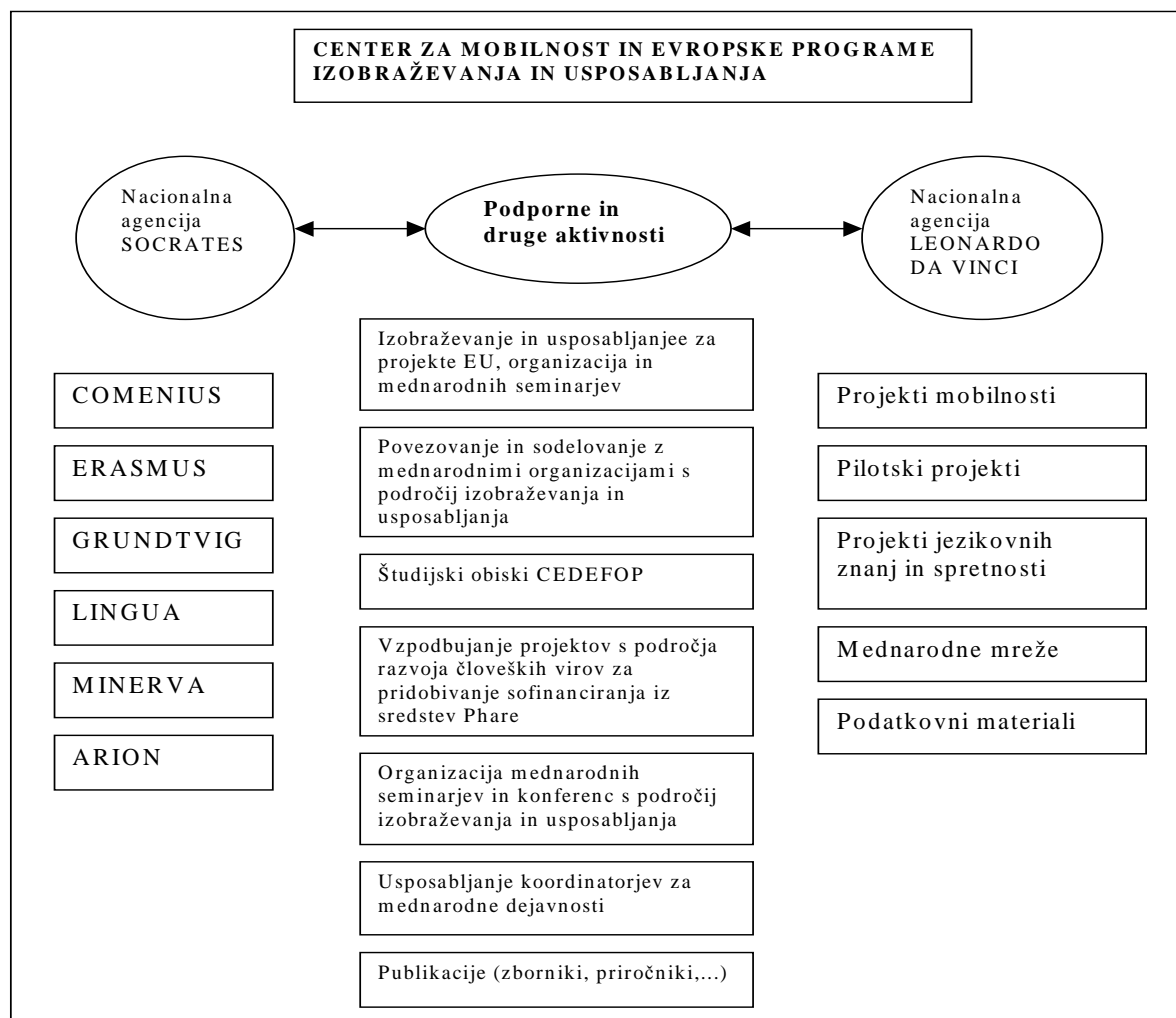 CENTER ZA MOBILNOST IN EVROPSKE PROGRAME
IZOBRAŽEVANJA IN USPOSABLJANJA
Nacionalna
agencija
SOCRATES
Podporne in
druge aktivnosti
Nacionalna
agencija
LEONARDO
DA VINCI
COMENIUS
ERASMUS
GRUNDTVIG
LINGUA
MINERVA
ARION
Izobraževanje in usposabljanjee za
projekte EU, organizacija in
mednarodnih seminarjev
Povezovanje in sodelovanje z
mednarodnimi organizacijami s
področij izobraževanja in
usposabljanja
Študijski obiski CEDEFOP
Vzpodbujanje projektov s področja
razvoja človeških virov za
pridobivanje sofinanciranja iz
sredstev Phare
Organizacija mednarodnih
seminarjev in konferenc s področij
izobraževanja in usposabljanja
Usposabljanje koordinatorjev za
mednarodne dejavnosti
Publikacije (zborniki, priročniki,...)
Projekti mobilnosti
Pilotski projekti
Projekti jezikovnih
znanj in spretnosti
Mednarodne mreže
Podatkovni materiali